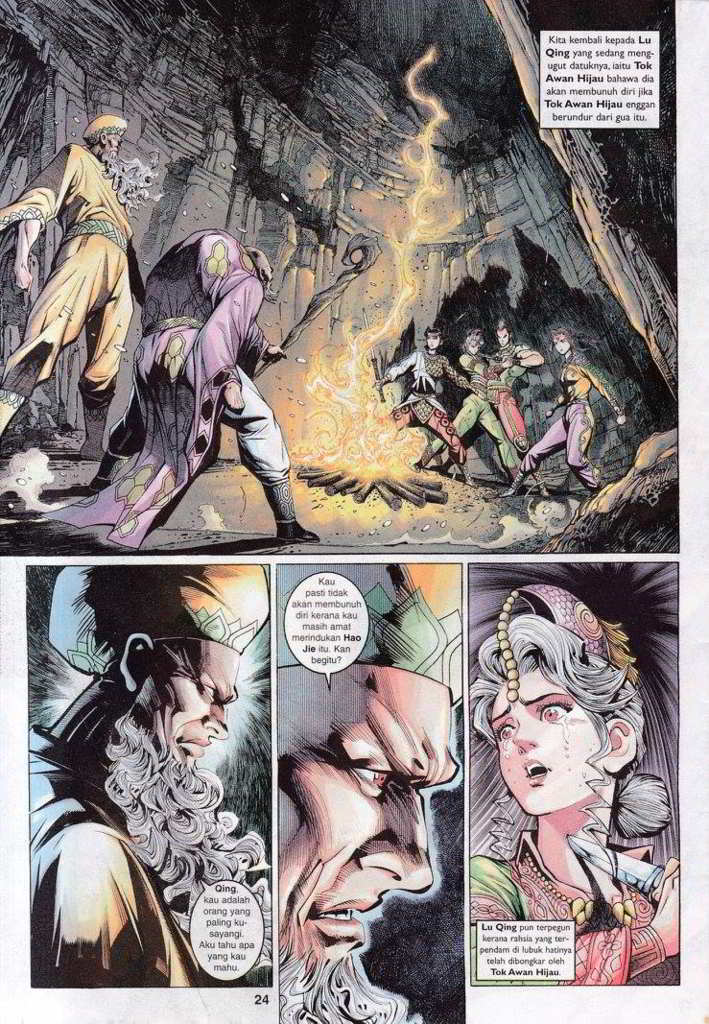 Kita kembali kepada Lu
Qing yang sedang meng-
ugut datuknya, iaitu Tok
Awan Hijau bahawa dia
akan membunuh diri jika
Tok Awan Hijau enggan
berundur dari gua itu.
Qing,
kau adalah
orang yang
paling ku-
sayangi.
Aku tahu apa
yang kau
mahu.
Kau
pasti tidak
akan membunuh
diri kerana kau
masih amat
merindukan Hao
Jie itu. Kan
begitu?
Lu Qing pun terpegun
kerana rahsia yang ter-
pendam di lubuk hatinya
telah dibongkar oleh
Tok Awan Hijau.
24